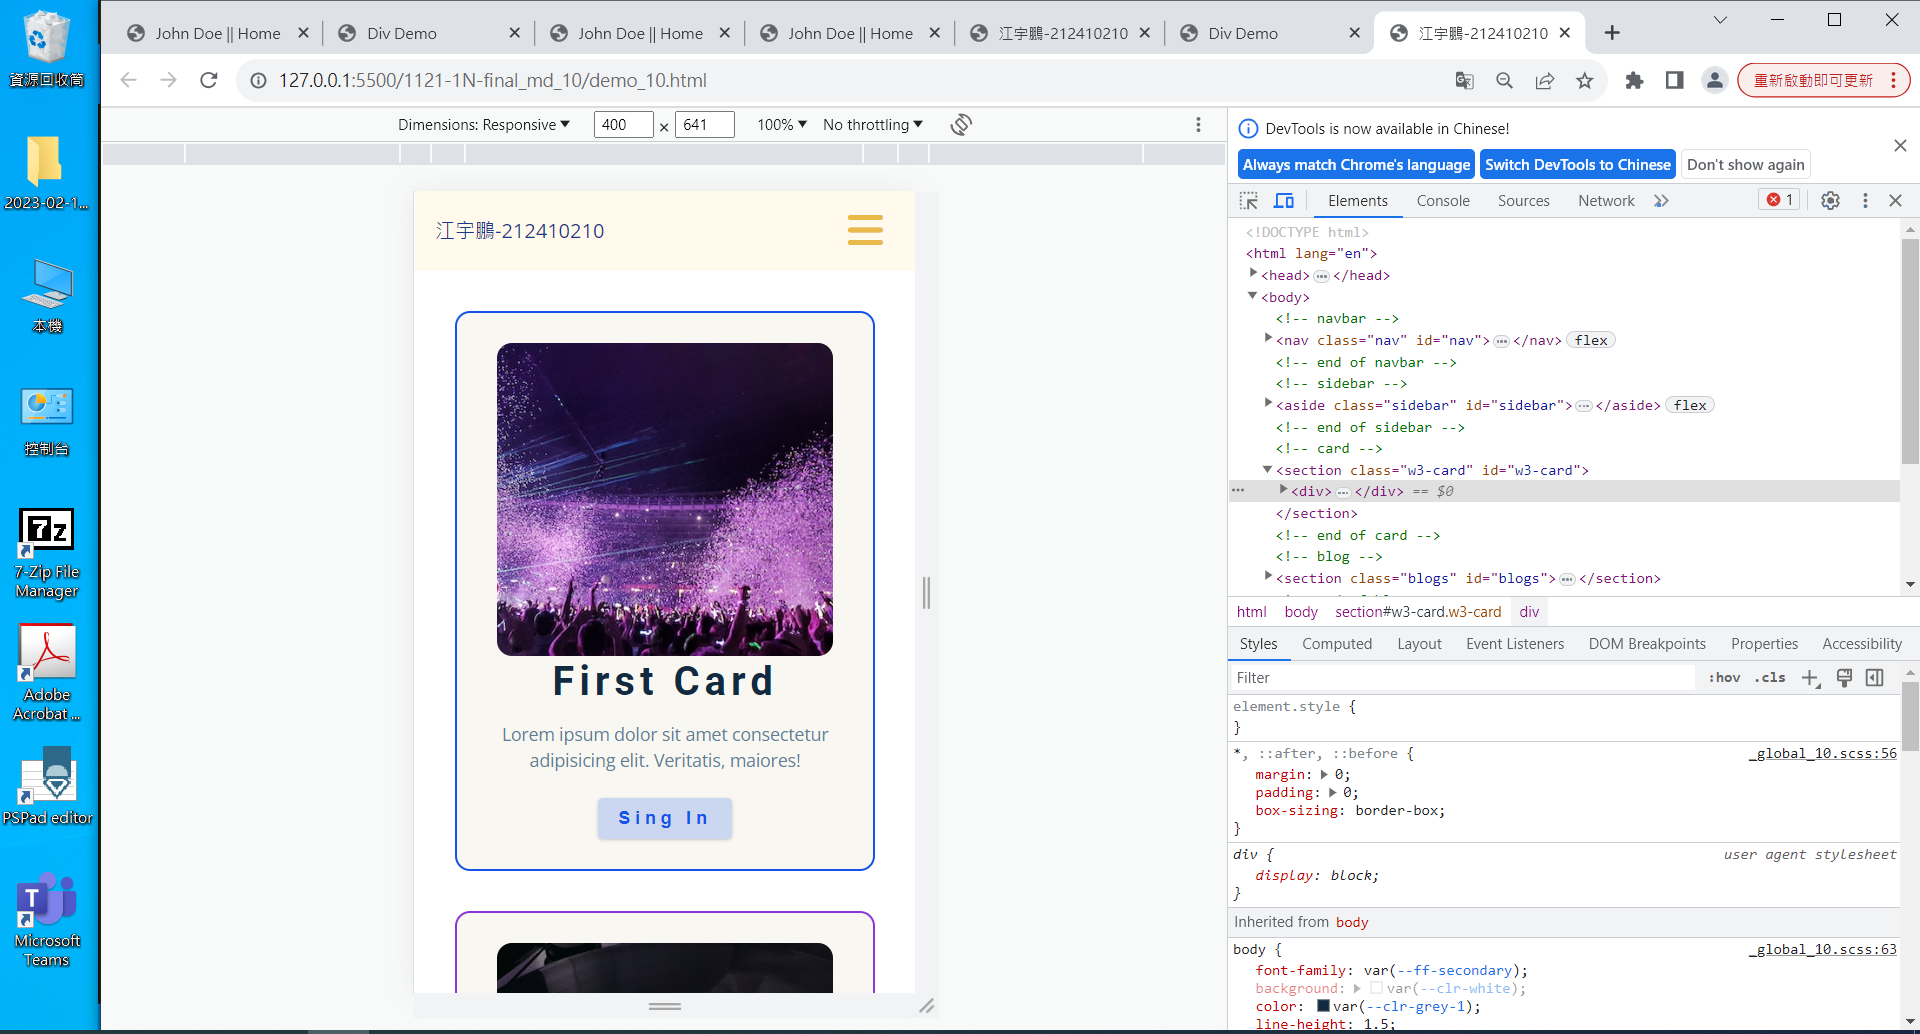 資源回收筒
2023-02-1...
本機
控制台
7-Zip File
Manager
Adobe
Acrobat ...
PSPad editor
Microsoft
Teams
John Doe || Home
Div Demo
John Doe || Home
John Doe || Home
江宇鵬-212410210
Div Demo
江宇鵬-212410210
127.0.0.1:5500/1121-1N-final_md_10/demo_10.html
重新啟動即可更新
Dimensions: Responsive
400
×
641
100%
No throttling
江宇鵬-212410210
First Card
Lorem ipsum dolor sit amet consectetur
adipisicing elit. Veritatis, maiores!
Sing In
DevTools is now available in Chinese!
Always match Chrome's language
Switch DevTools to Chinese
Don't show again
Elements
Console
Sources
Network
1
<!DOCTYPE html>
<html lang="en">
<head> ... </head>
<body>
<!-- navbar -->
<nav class="nav" id="nav"> ... </nav> flex
<!-- end of navbar -->
<!-- sidebar -->
<aside class="sidebar" id="sidebar"> ... </aside> flex
<!-- end of sidebar -->
<!-- card -->
<section class="w3-card" id="w3-card">
... <div> ... </div> == $0
</section>
<!-- end of card -->
<!-- blog -->
<section class="blogs" id="blogs"> ... </section>
html body section#w3-card.w3-card div
Styles
Computed
Layout
Event Listeners
DOM Breakpoints
Properties
Accessibility
Filter
:hov .cls
element.style {
}
*, ::after, ::before { _global_10.scss:56
margin: 0;
padding: 0;
box-sizing: border-box;
}
div { user agent stylesheet
display: block;
}
Inherited from body
body { _global_10.scss:63
font-family: var(--ff-secondary);
background: var(--clr-white);
color: var(--clr-grey-1);
line-height: 1.5;